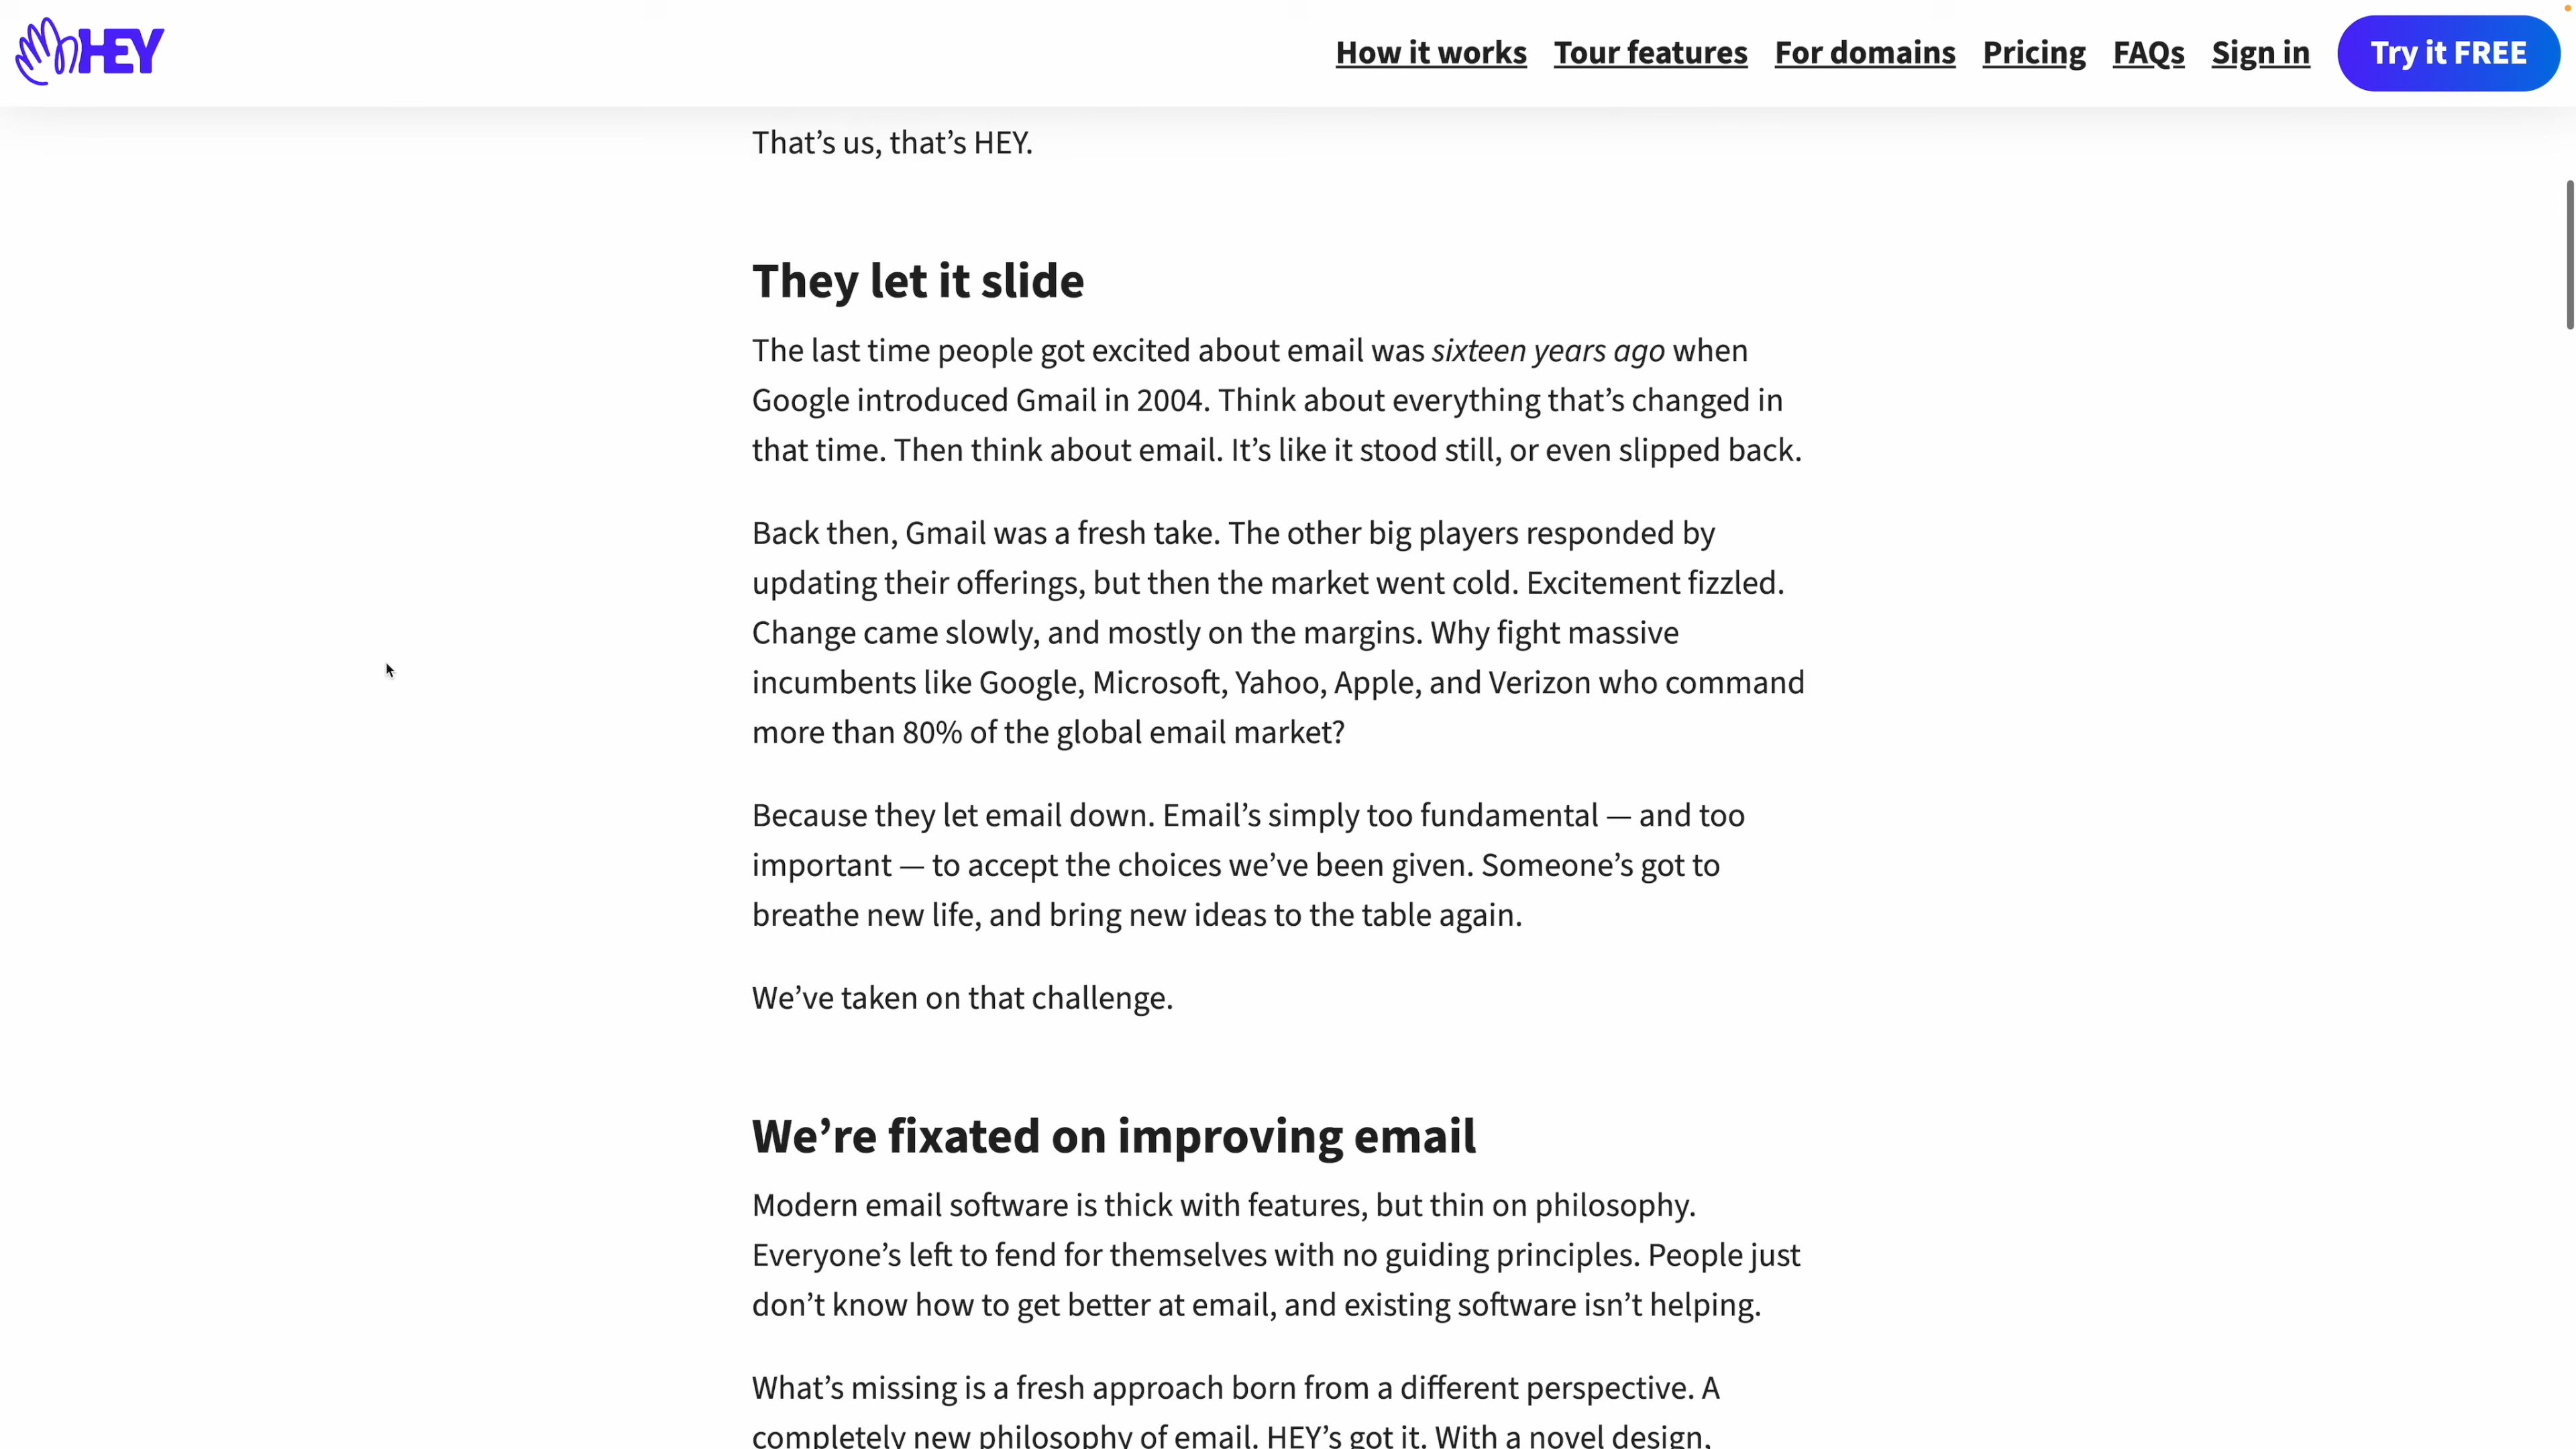 HEY
How it works Tour features For domains Pricing FAQs Sign in Try it FREE
That’s us, that’s HEY.
They let it slide
The last time people got excited about email was sixteen years ago when
Google introduced Gmail in 2004. Think about everything that’s changed in
that time. Then think about email. It’s like it stood still, or even slipped back.
Back then, Gmail was a fresh take. The other big players responded by
updating their offerings, but then the market went cold. Excitement fizzled.
Change came slowly, and mostly on the margins. Why fight massive
incumbents like Google, Microsoft, Yahoo, Apple, and Verizon who command
more than 80% of the global email market?
Because they let email down. Email’s simply too fundamental — and too
important — to accept the choices we’ve been given. Someone’s got to
breathe new life, and bring new ideas to the table again.
We’ve taken on that challenge.
We’re fixated on improving email
Modern email software is thick with features, but thin on philosophy.
Everyone’s left to fend for themselves with no guiding principles. People just
don’t know how to get better at email, and existing software isn’t helping.
What’s missing is a fresh approach born from a different perspective. A
completely new philosophy of email. HEY’s got it. With a novel design,